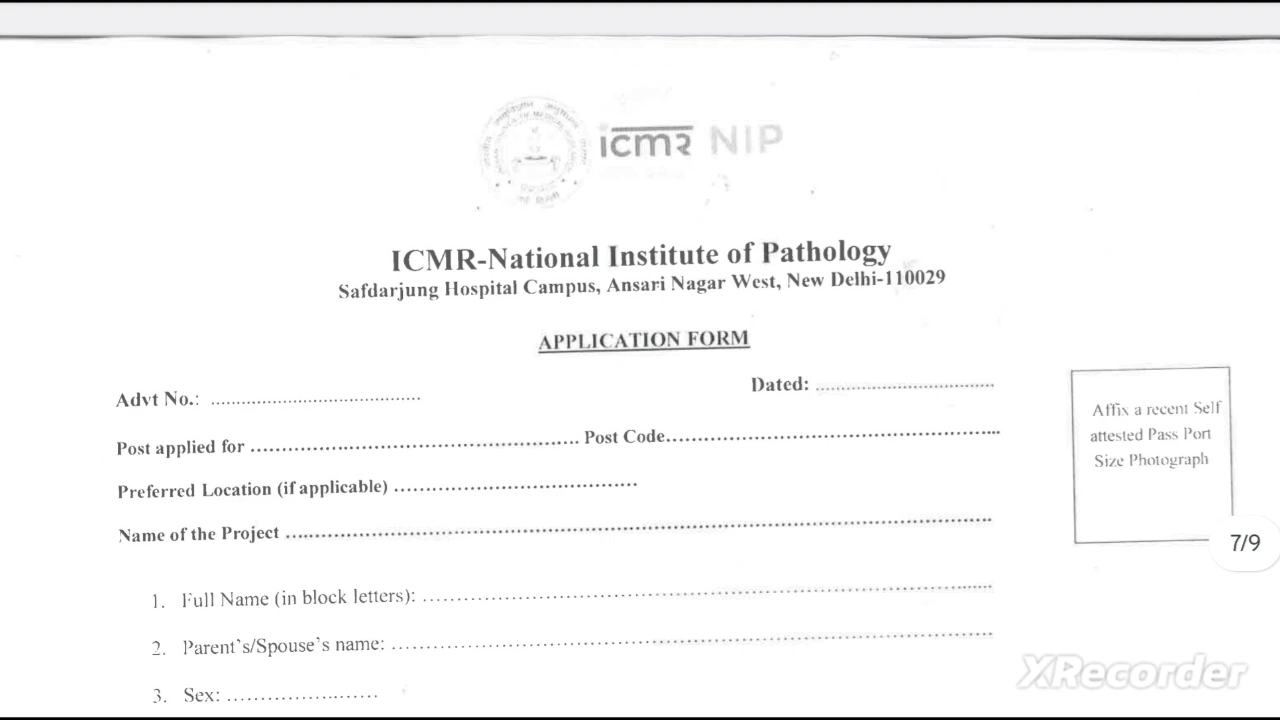 icmr NIP
ICMR-National Institute of Pathology
Safdarjung Hospital Campus, Ansari Nagar West, New Delhi-110029
APPLICATION FORM
Advt No.: ........................................ Dated: ........................................
Post applied for .................................................... Post Code....................................................
Preferred Location (if applicable) ......................................
Name of the Project ................................................................................
Affix a recent Self
attested Pass Port
Size Photograph
7/9
1. Full Name (in block letters): ................................................................................
2. Parent's/Spouse's name: ................................................................................
3. Sex: ......................
XRecorder